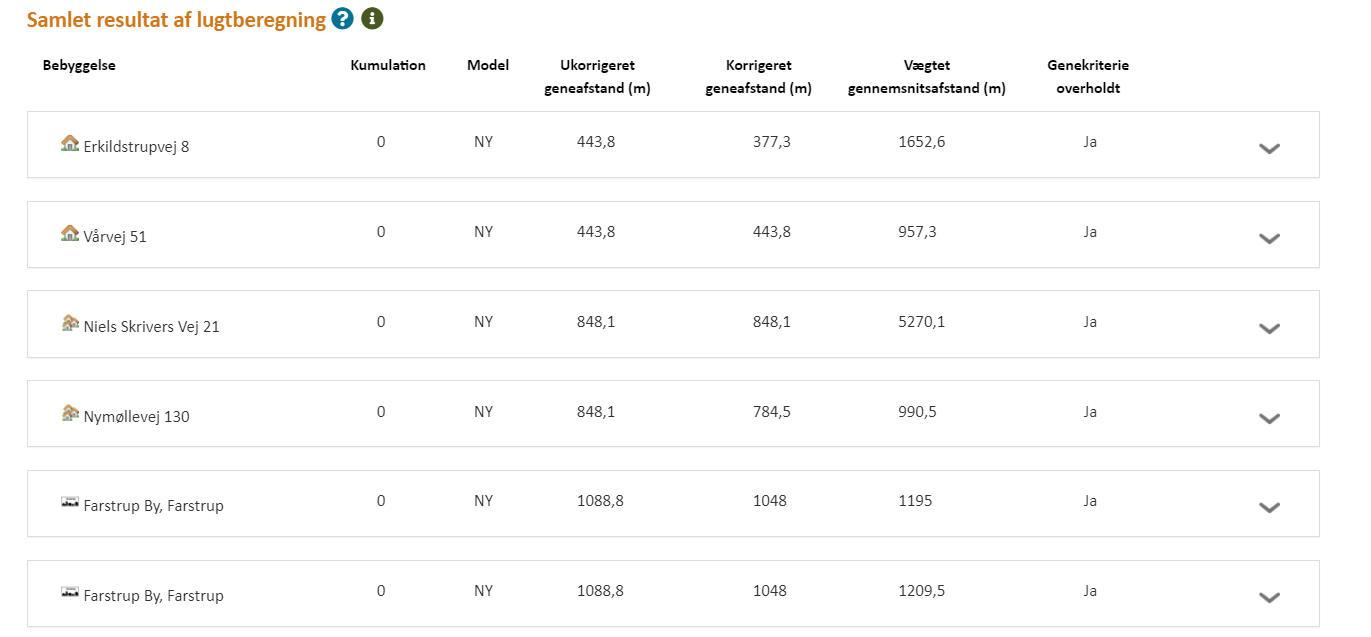 Samlet resultat af lugtberegning ? i
Bebyggelse Kumulation Model Ukorrigeret geneafstand (m) Korrigeret geneafstand (m) Vægtet gennemsnitsafstand (m) Genekriterie overholdt
Erkildstrupvej 8 0 NY 443,8 377,3 1652,6 Ja
Vårvej 51 0 NY 443,8 443,8 957,3 Ja
Niels Skrivers Vej 21 0 NY 848,1 848,1 5270,1 Ja
Nymøllevej 130 0 NY 848,1 784,5 990,5 Ja
Farstrup By, Farstrup 0 NY 1088,8 1048 1195 Ja
Farstrup By, Farstrup 0 NY 1088,8 1048 1209,5 Ja